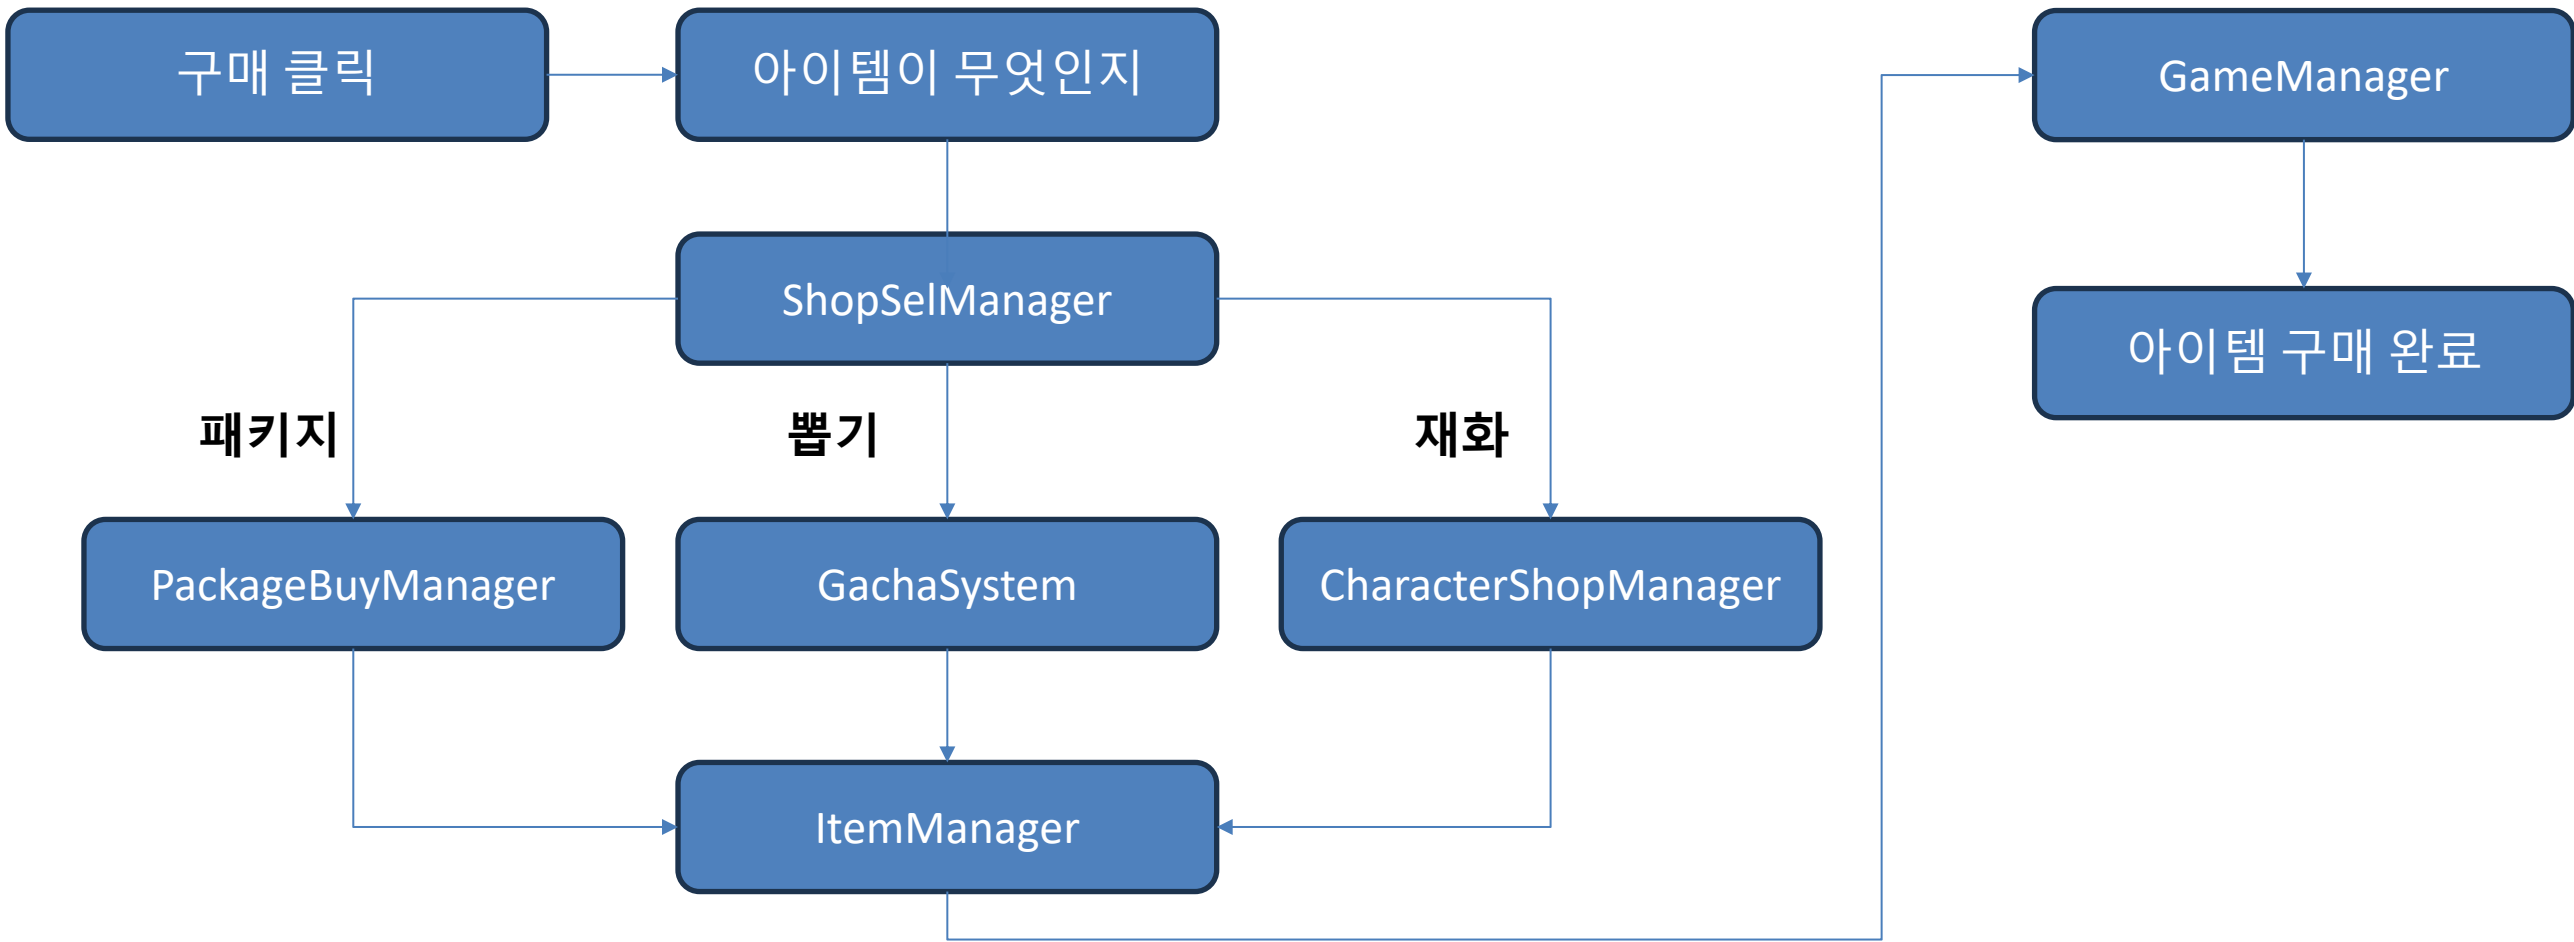 구매 클릭
아이템이 무엇인지
GameManager
ShopSelManager
아이템 구매 완료
패키지
뽑기
재화
PackageBuyManager
GachaSystem
CharacterShopManager
ItemManager